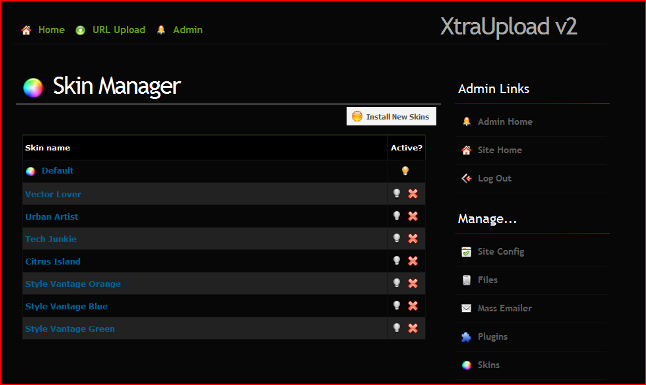 Home URL Upload Admin
XtraUpload v2
Skin Manager
Install New Skins
Skin name Active?
Default
Vector Lover
Urban Artist
Tech Junkie
Citrus Island
Style Vantage Orange
Style Vantage Blue
Style Vantage Green
Admin Links
Admin Home
Site Home
Log Out
Manage...
Site Config
Files
Mass Emailer
Plugins
Skins